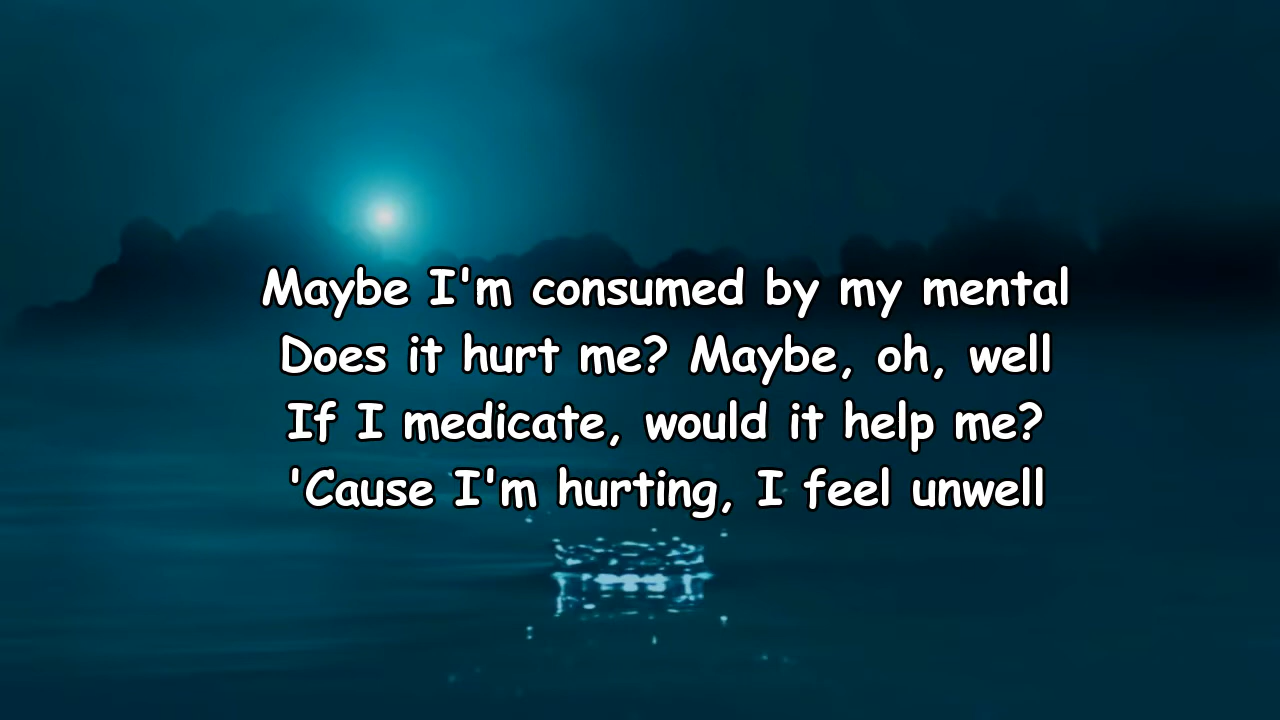 Maybe I'm consumed by my mental
Does it hurt me? Maybe, oh, well
If I medicate, would it help me?
'Cause I'm hurting, I feel unwell